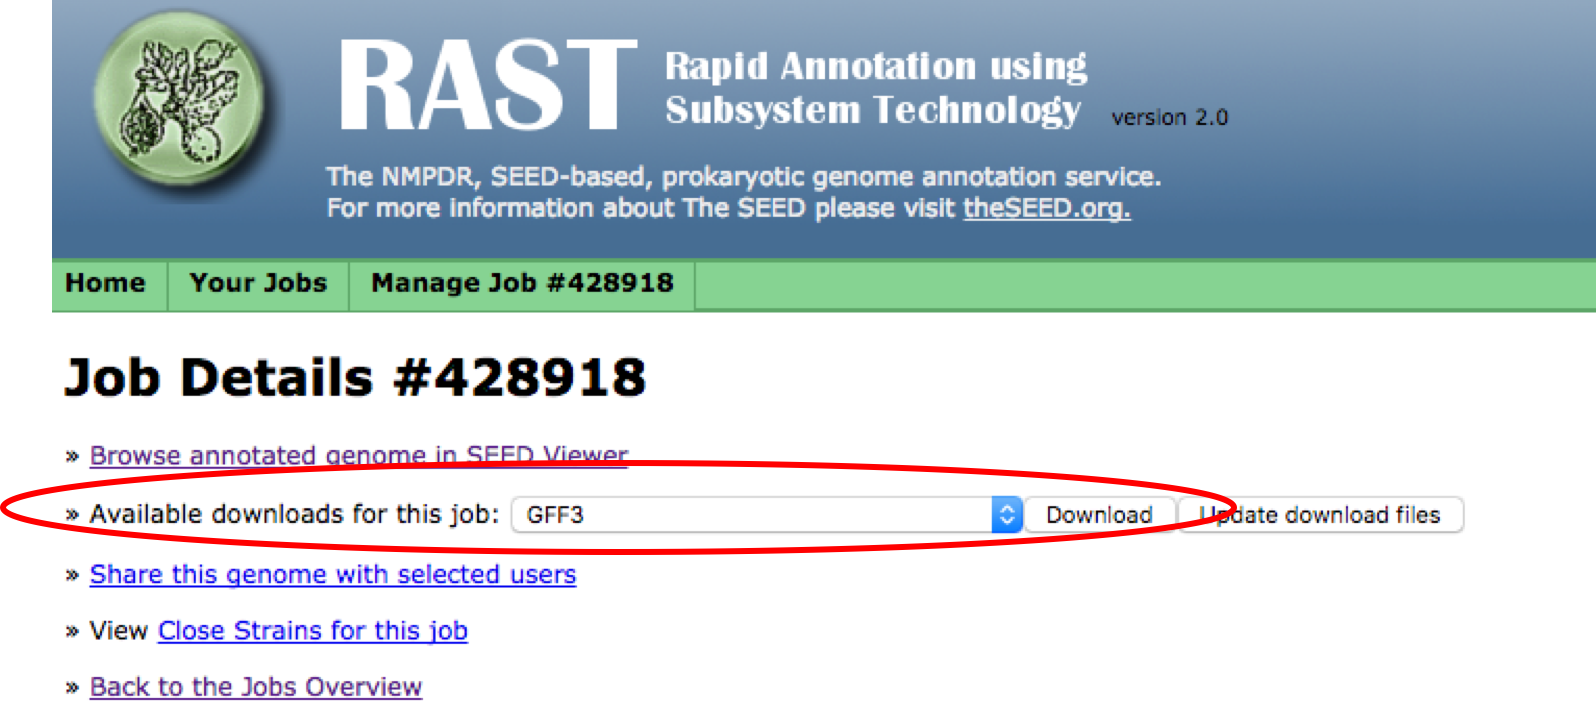 RAST
Rapid Annotation using
Subsystem Technology version 2.0
The NMPDR, SEED-based, prokaryotic genome annotation service.
For more information about The SEED please visit theSEED.org.
Home Your Jobs Manage Job #428918
Job Details #428918
» Browse annotated genome in SEED Viewer
» Available downloads for this job: GFF3 Download Update download files
» Share this genome with selected users
» View Close Strains for this job
» Back to the Jobs Overview